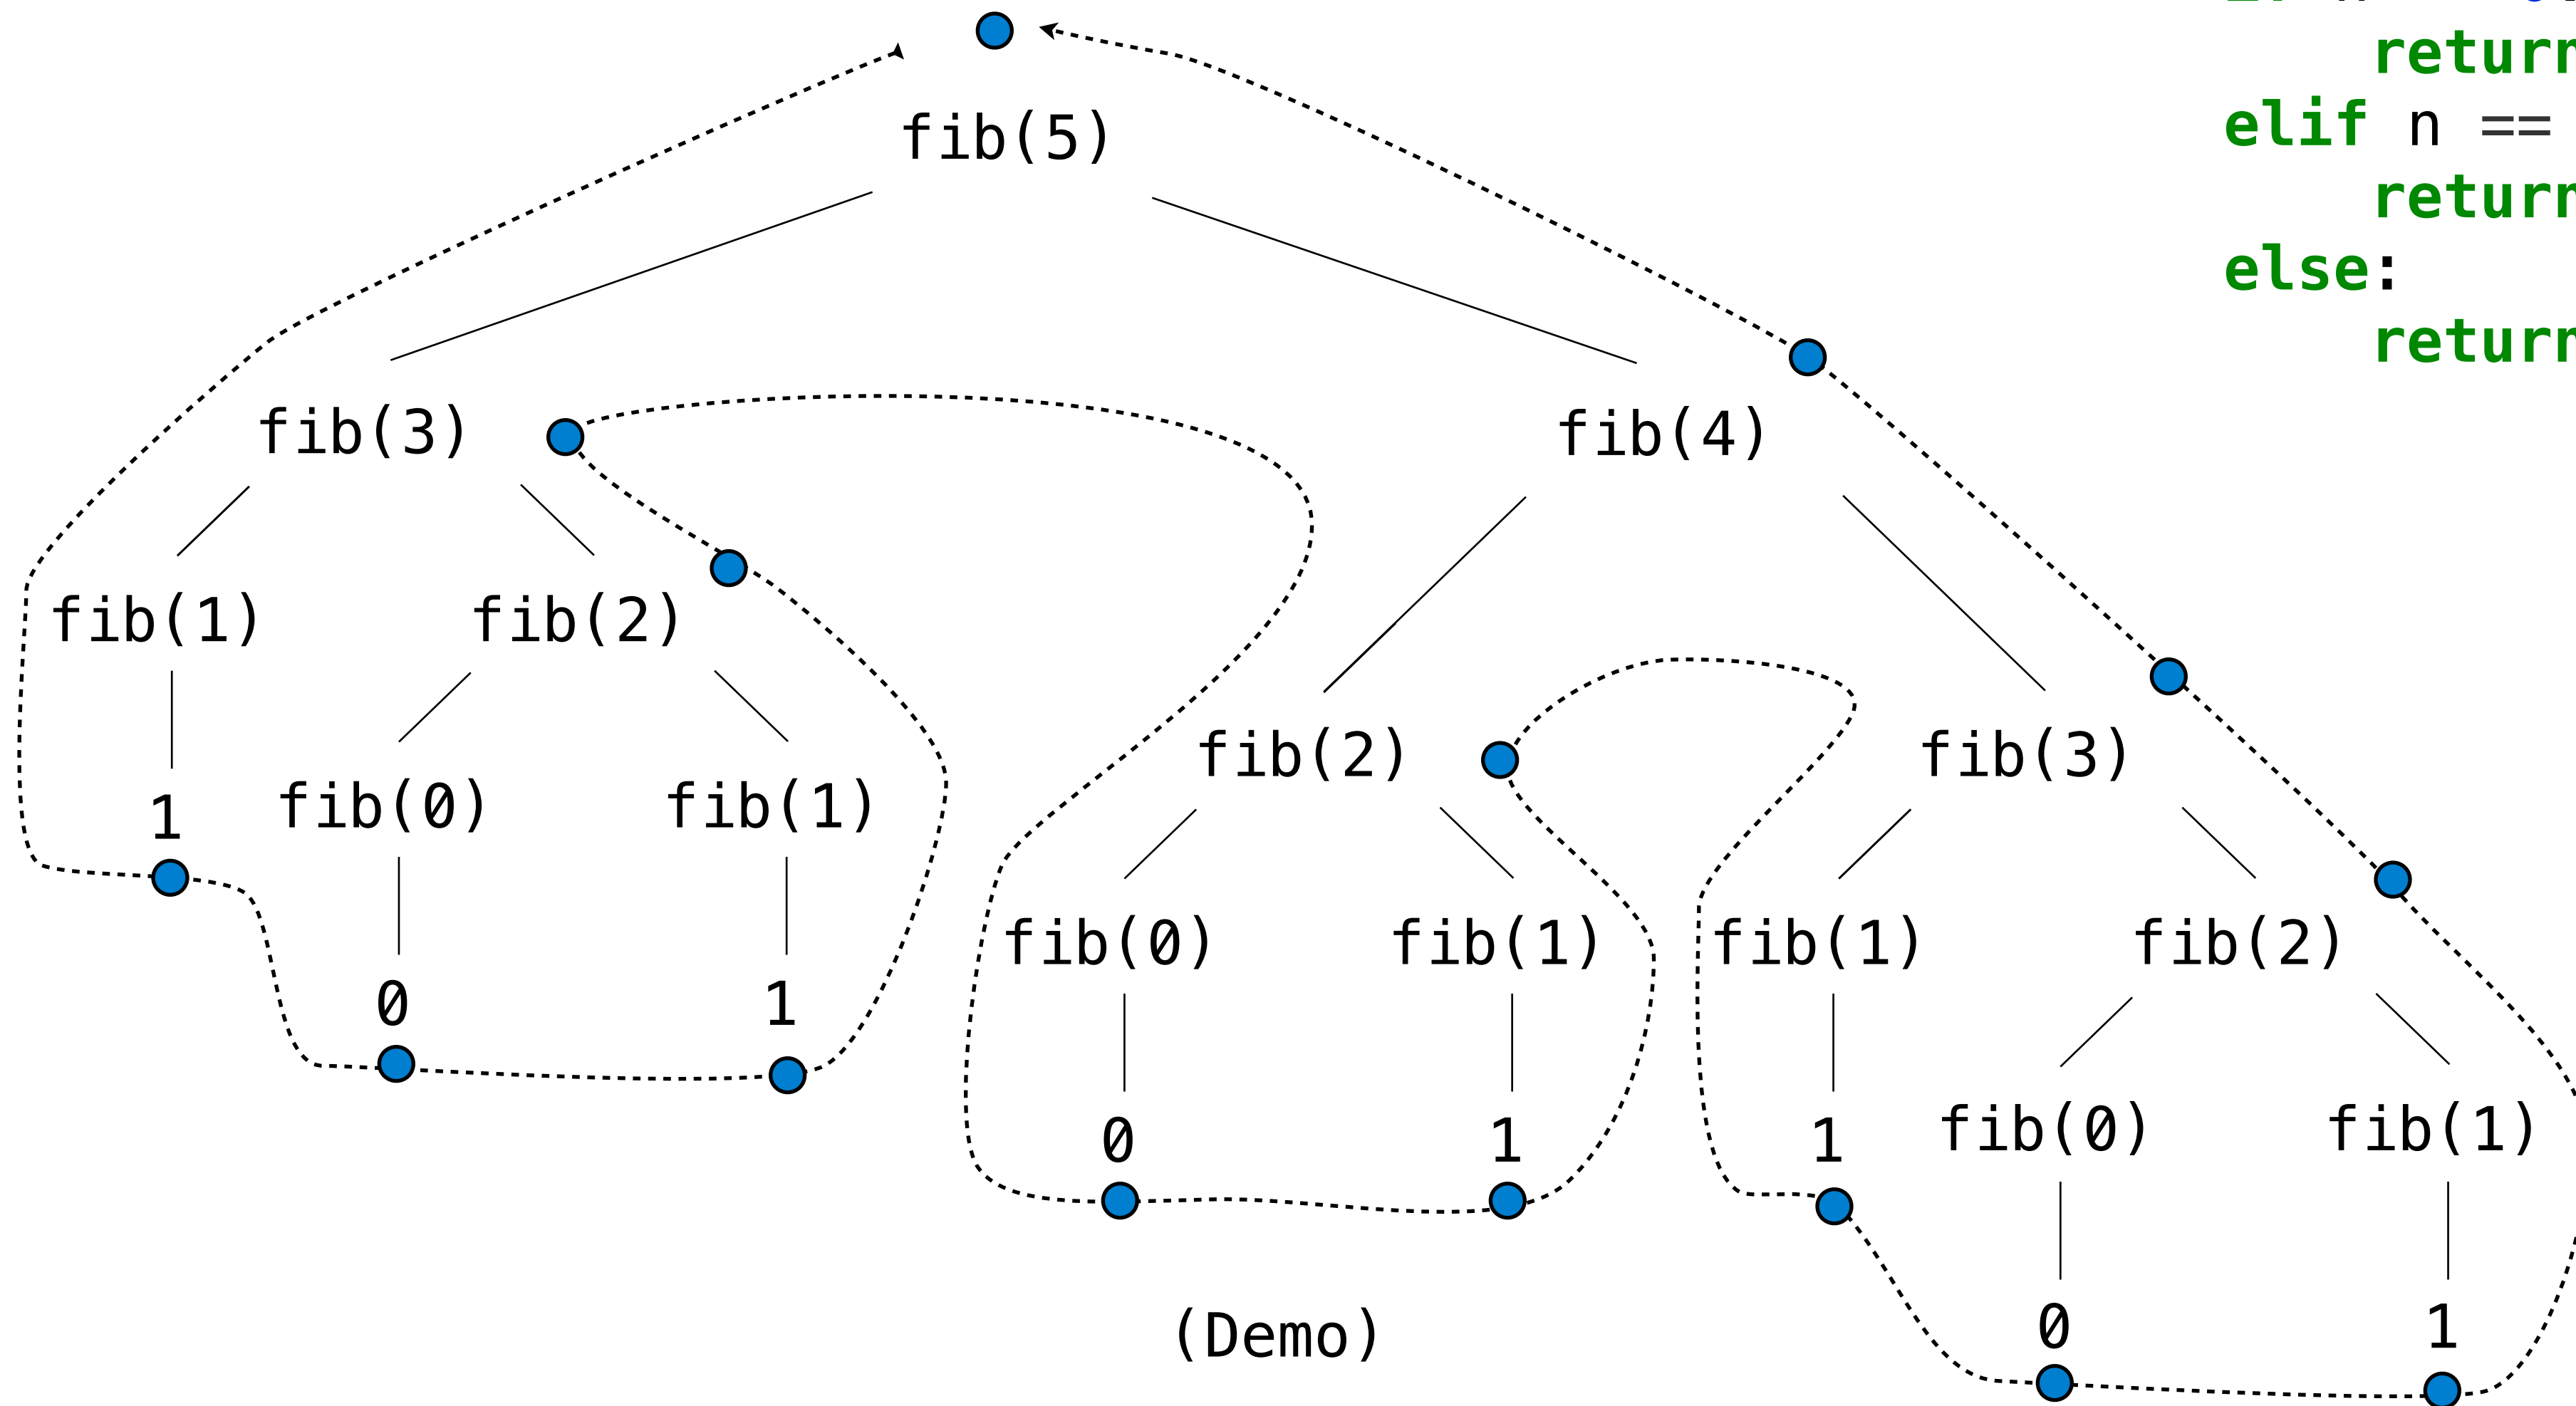 return
elif n ==
else:
return
fib(5)
fib(3) fib(4)
fib(1) fib(2)
fib(2) fib(3)
1 fib(0) fib(1)
fib(0) fib(1) fib(1) fib(2)
0 1
0 1 1 fib(0) fib(1)
(Demo) 0 1